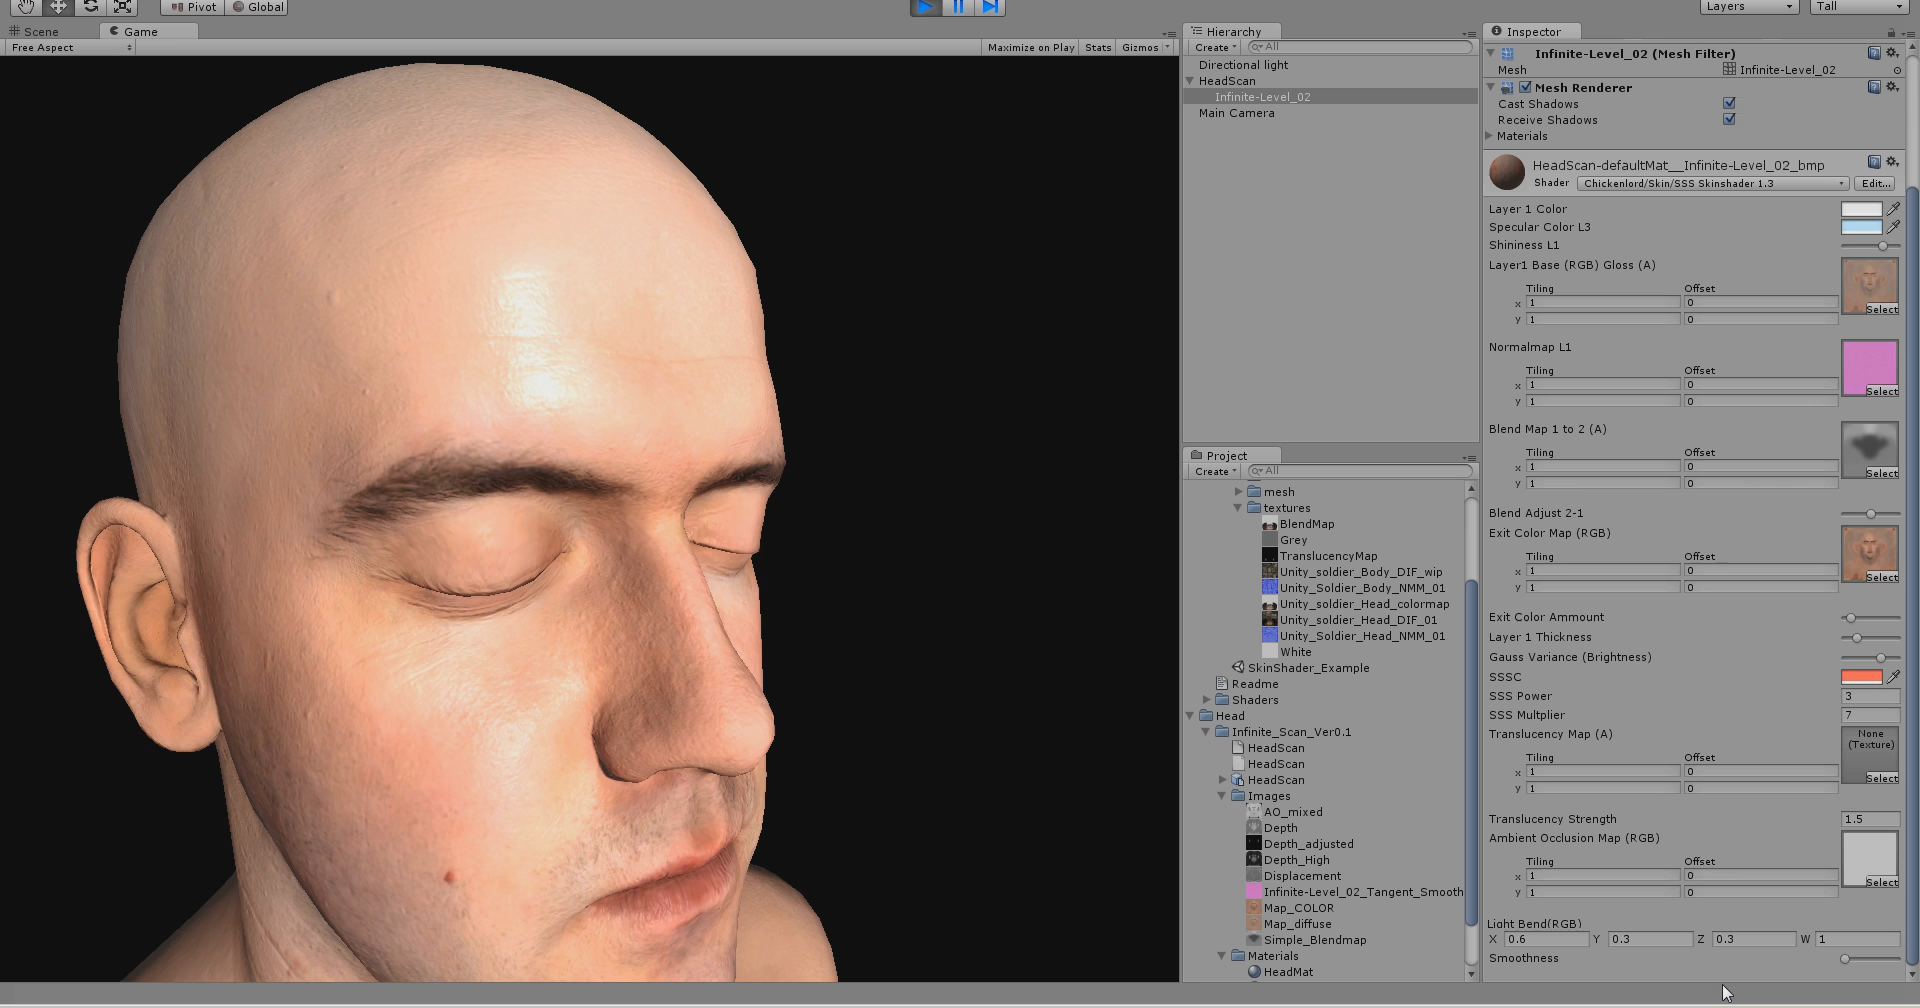 Pivot Global Layers Tall
Scene Game Hierarchy Inspector
Free Aspect Maximize on Play Stats Gizmos
Create All
Directional light
HeadScan
Infinite-Level_02
Main Camera
Project
Create All
mesh
textures
BlendMap
Grey
TranslucencyMap
Unity_soldier_Body_DIF_wip
Unity_Soldier_Body_NMM_01
Unity_soldier_Head_colormap
Unity_soldier_Head_DIF_01
Unity_Soldier_Head_NMM_01
White
SkinShader_Example
Readme
Shaders
Head
Infinite_Scan_Ver0.1
HeadScan
HeadScan
HeadScan
Images
AO_mixed
Depth
Depth_adjusted
Depth_High
Displacement
Infinite-Level_02_Tangent_Smooth
Map_COLOR
Map_diffuse
Simple_Blendmap
Materials
HeadMat
Infinite-Level_02 (Mesh Filter)
Mesh Infinite-Level_02
Mesh Renderer
Cast Shadows
Receive Shadows
Materials
HeadScan-defaultMat__Infinite-Level_02_bmp
Shader Chickenlord/Skin/SSS Skinshader 1.3 Edit...
Layer 1 Color
Specular Color L3
Shininess L1
Layer1 Base (RGB) Gloss (A)
Tiling Offset
x 1 0
y 1 0
Select
Normalmap L1
Tiling Offset
x 1 0
y 1 0
Select
Blend Map 1 to 2 (A)
Tiling Offset
x 1 0
y 1 0
Select
Blend Adjust 2-1
Exit Color Map (RGB)
Tiling Offset
x 1 0
y 1 0
Select
Exit Color Ammount
Layer 1 Thickness
Gauss Variance (Brightness)
SSSC
SSS Power 3
SSS Multplier 7
Translucency Map (A)
None
(Texture)
Tiling Offset
x 1 0
y 1 0
Select
Translucency Strength 1.5
Ambient Occlusion Map (RGB)
Tiling Offset
x 1 0
y 1 0
Select
Light Bend(RGB)
X 0.6 Y 0.3 Z 0.3 W 1
Smoothness